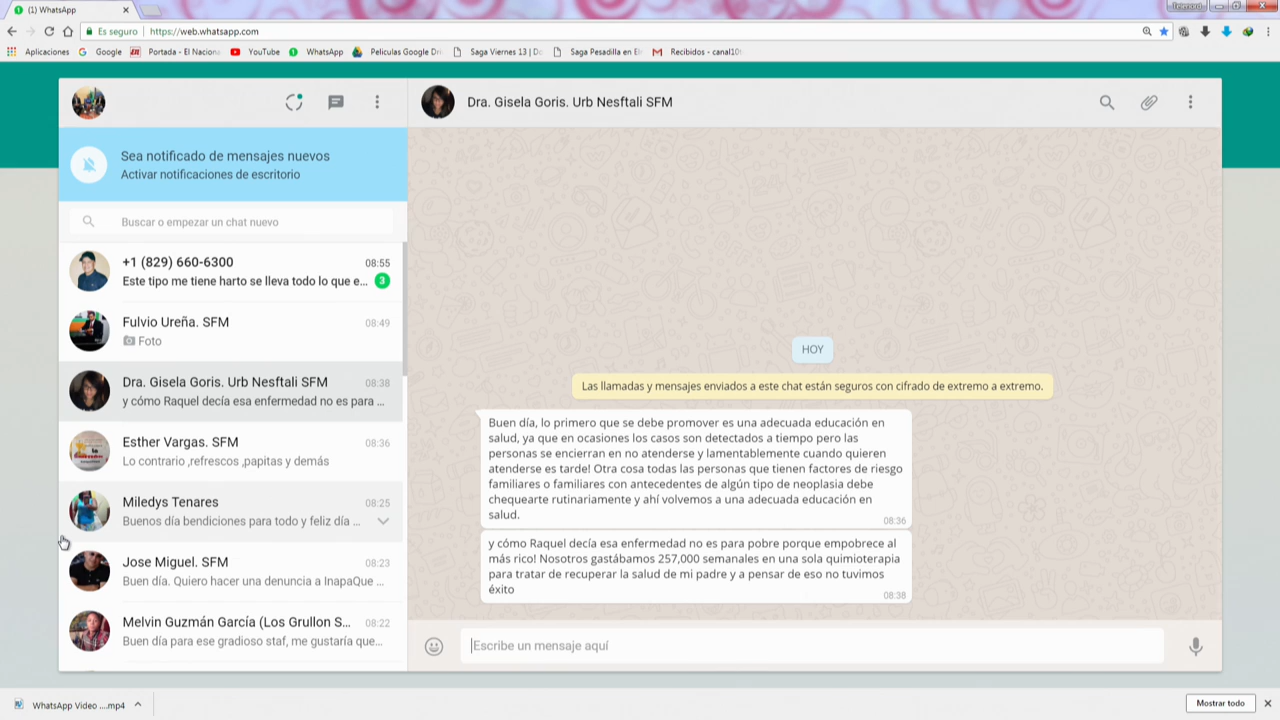 (1) WhatsApp
Telenord
Es seguro
https://web.whatsapp.com
Aplicaciones
Google
Portada - El Naciona
YouTube
WhatsApp
Peliculas Google Dri
Saga Viernes 13 | Do
Saga Pesadilla en El
Recibidos - canal10t
Sea notificado de mensajes nuevos
Activar notificaciones de escritorio
Buscar o empezar un chat nuevo
+1 (829) 660-6300
08:55
Este tipo me tiene harto se lleva todo lo que e...
3
Fulvio Ureña. SFM
08:49
Foto
Dra. Gisela Goris. Urb Nesftali SFM
08:38
y cómo Raquel decía esa enfermedad no es para ...
Esther Vargas. SFM
08:36
Lo contrario ,refrescos ,papitas y demás
Miledys Tenares
08:25
Buenos día bendiciones para todo y feliz día ...
Jose Miguel. SFM
08:23
Buen día. Quiero hacer una denuncia a InapaQue ...
Melvin Guzmán García (Los Grullon S...
08:22
Buen día para ese gradioso staf, me gustaría que...
Dra. Gisela Goris. Urb Nesftali SFM
HOY
Las llamadas y mensajes enviados a este chat están seguros con cifrado de extremo a extremo.
Buen día, lo primero que se debe promover es una adecuada educación en
salud, ya que en ocasiones los casos son detectados a tiempo pero las
personas se encierran en no atenderse y lamentablemente cuando quieren
atenderse es tarde! Otra cosa todas las personas que tienen factores de riesgo
familiares o familiares con antecedentes de algún tipo de neoplasia debe
chequearte rutinariamente y ahí volvemos a una adecuada educación en
salud.
08:36
y cómo Raquel decía esa enfermedad no es para pobre porque empobrece al
más rico! Nosotros gastábamos 257,000 semanales en una sola quimioterapia
para tratar de recuperar la salud de mi padre y a pensar de eso no tuvimos
éxito
08:38
Escribe un mensaje aquí
WhatsApp Video ....mp4
Mostrar todo